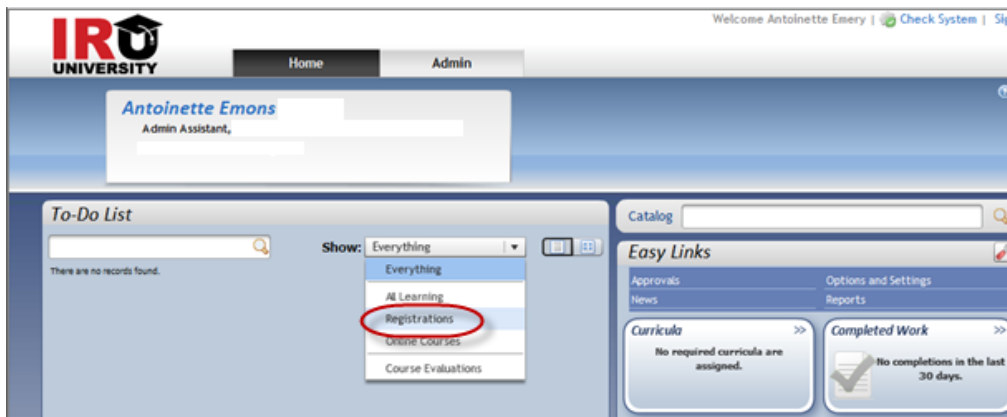 Welcome Antoinette Emery | Check System |
IRU
UNIVERSITY
Home
Admin
Antoinette Emons
Admin Assistant,
To-Do List
Show: Everything
There are no records found.
Everything
All Learning
Registrations
Online Courses
Course Evaluations
Catalog
Easy Links
Approvals
Options and Settings
News
Reports
Curricula >>
No required curricula are
assigned.
Completed Work >>
No completions in the last
30 days.